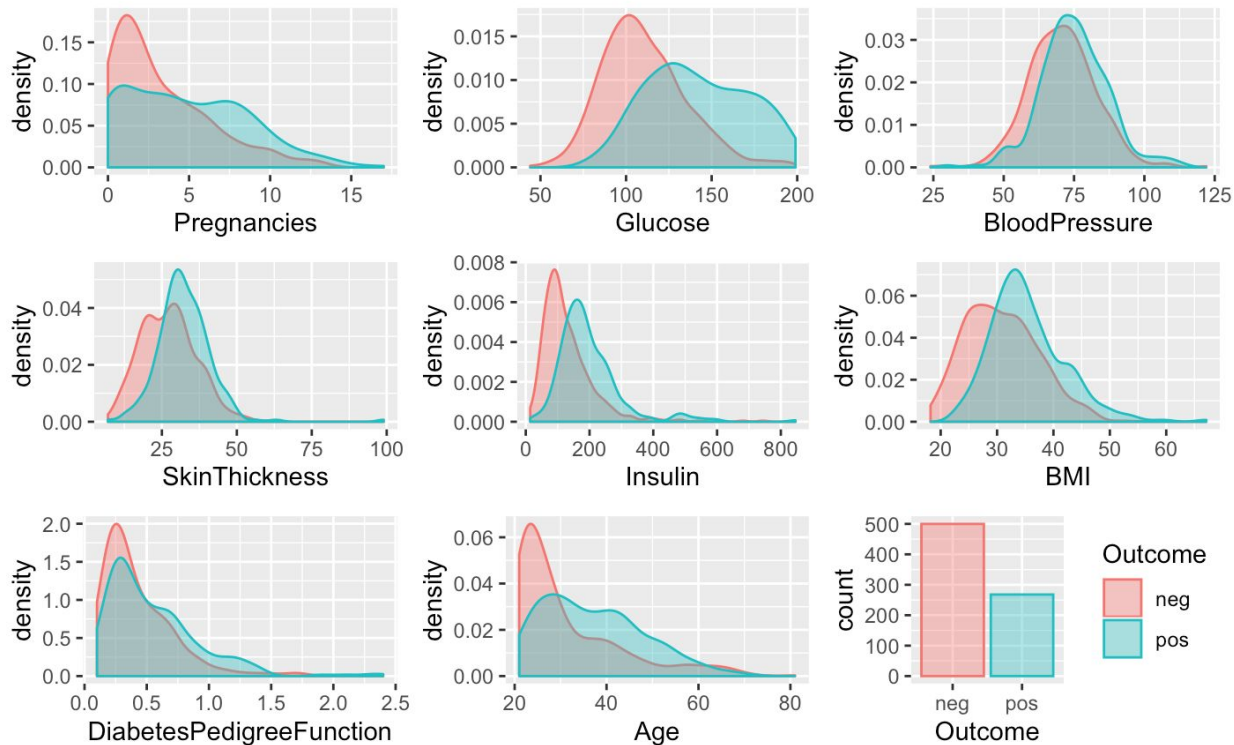 density
0.15
0.10
0.05
0.00
0 5 10 15
Pregnancies
density
0.015
0.010
0.005
0.000
50 100 150 200
Glucose
density
0.03
0.02
0.01
0.00
25 50 75 100 125
BloodPressure
density
0.04
0.02
0.00
25 50 75 100
SkinThickness
density
0.008
0.006
0.004
0.002
0.000
0 200 400 600 800
Insulin
density
0.06
0.04
0.02
0.00
20 30 40 50 60
BMI
density
2.0
1.5
1.0
0.5
0.0
0.0 0.5 1.0 1.5 2.0 2.5
DiabetesPedigreeFunction
density
0.06
0.04
0.02
0.00
20 40 60 80
Age
count
500
400
300
200
100
0
neg pos
Outcome
Outcome
neg
pos